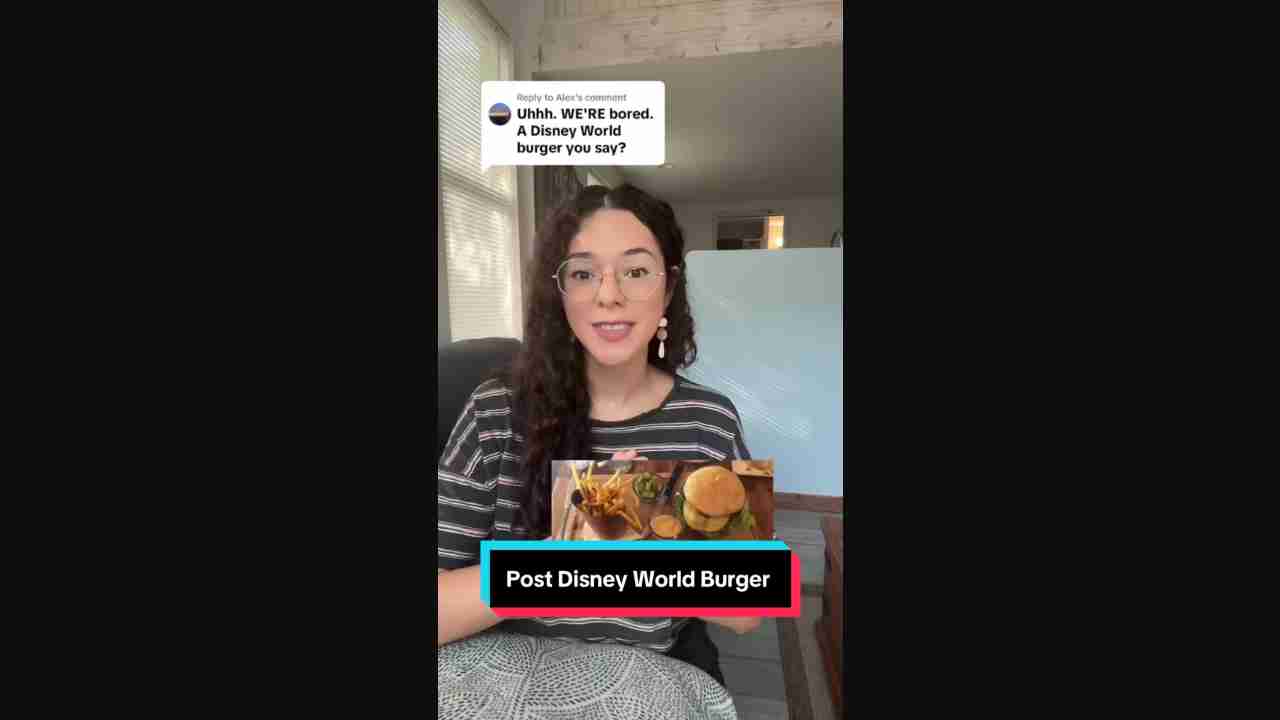 Reply to Alex's comment
Uhhh. WE'RE bored.
A Disney World
burger you say?
Post Disney World Burger